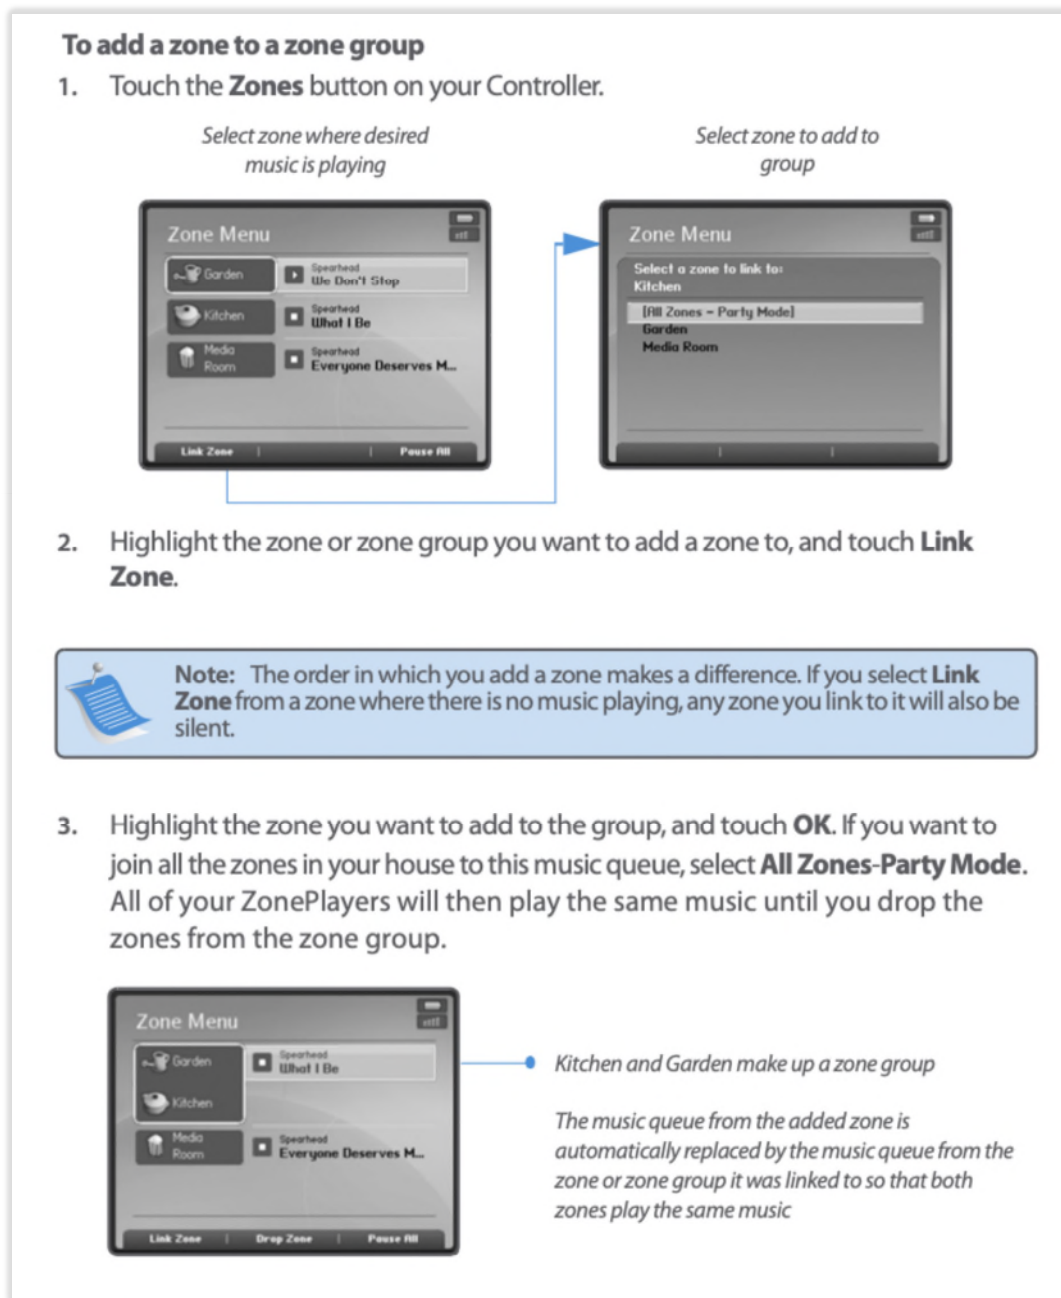 To add a zone to a zone group
1. Touch the Zones button on your Controller.
Select zone where desired
music is playing
Select zone to add to
group
Zone Menu
Garden
Spearhead
We Don't Stop
Kitchen
Spearhead
What I Be
Media
Room
Spearhead
Everyone Deserves M...
Link Zone | | Pause All
Zone Menu
Select a zone to link to:
Kitchen
[All Zones – Party Mode]
Garden
Media Room
2. Highlight the zone or zone group you want to add a zone to, and touch Link
Zone.
Note: The order in which you add a zone makes a difference. If you select Link
Zone from a zone where there is no music playing, any zone you link to it will also be
silent.
3. Highlight the zone you want to add to the group, and touch OK. If you want to
join all the zones in your house to this music queue, select All Zones-Party Mode.
All of your ZonePlayers will then play the same music until you drop the
zones from the zone group.
Zone Menu
Garden
Spearhead
What I Be
Kitchen
Media
Room
Spearhead
Everyone Deserves M...
Link Zone | Drop Zone | Pause All
Kitchen and Garden make up a zone group
The music queue from the added zone is
automatically replaced by the music queue from the
zone or zone group it was linked to so that both
zones play the same music